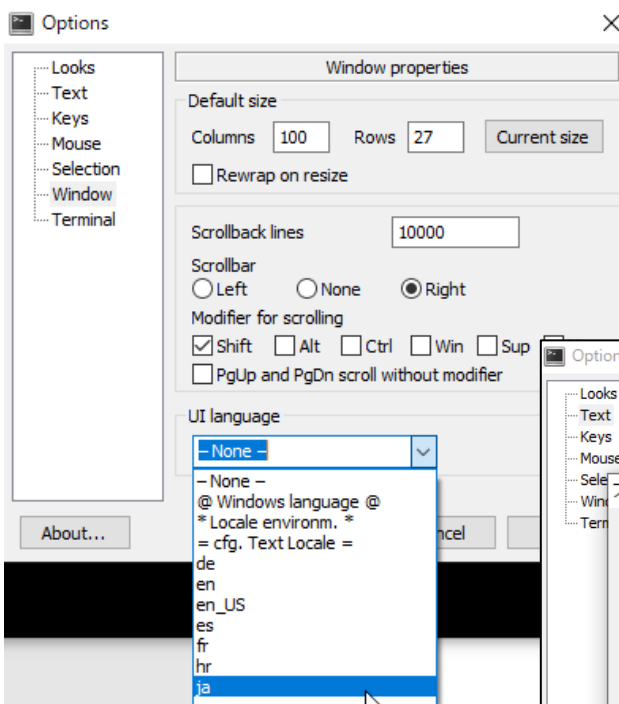 Options
Looks
Text
Keys
Mouse
Selection
Window
Terminal
Window properties
Default size
Columns 100 Rows 27 Current size
Rewrap on resize
Scrollback lines 10000
Scrollbar
Left None Right
Modifier for scrolling
Shift Alt Ctrl Win Sup
PgUp and PgDn scroll without modifier
UI language
– None –
– None –
@ Windows language @
* Locale environm. *
= cfg. Text Locale =
de
en
en_US
es
fr
hr
ja
About...
ncel
Option
Looks
Text
Keys
Mouse
Sele
Wind
Term